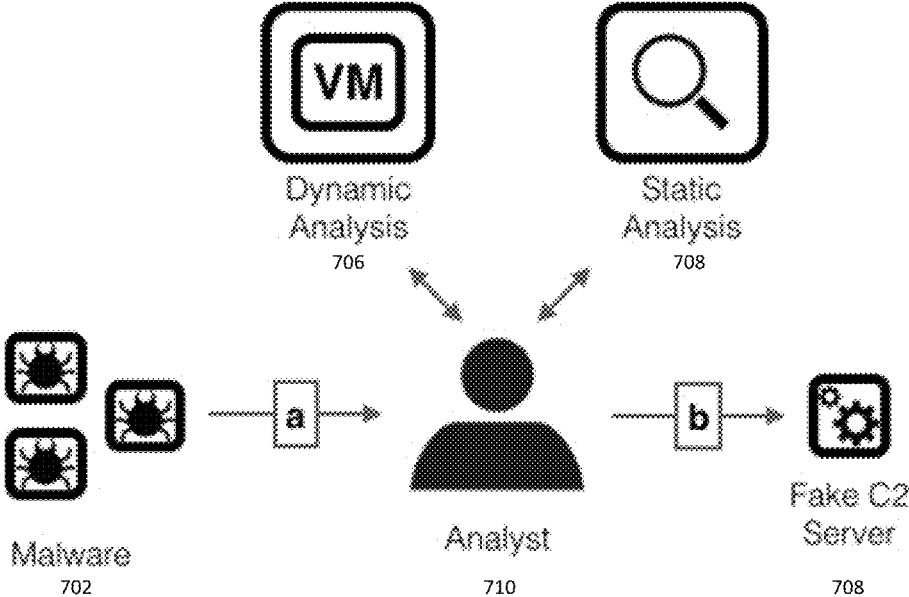 VM
Dynamic
Analysis
706
Static
Analysis
708
a
b
Malware
702
Analyst
710
Fake C2
Server
708